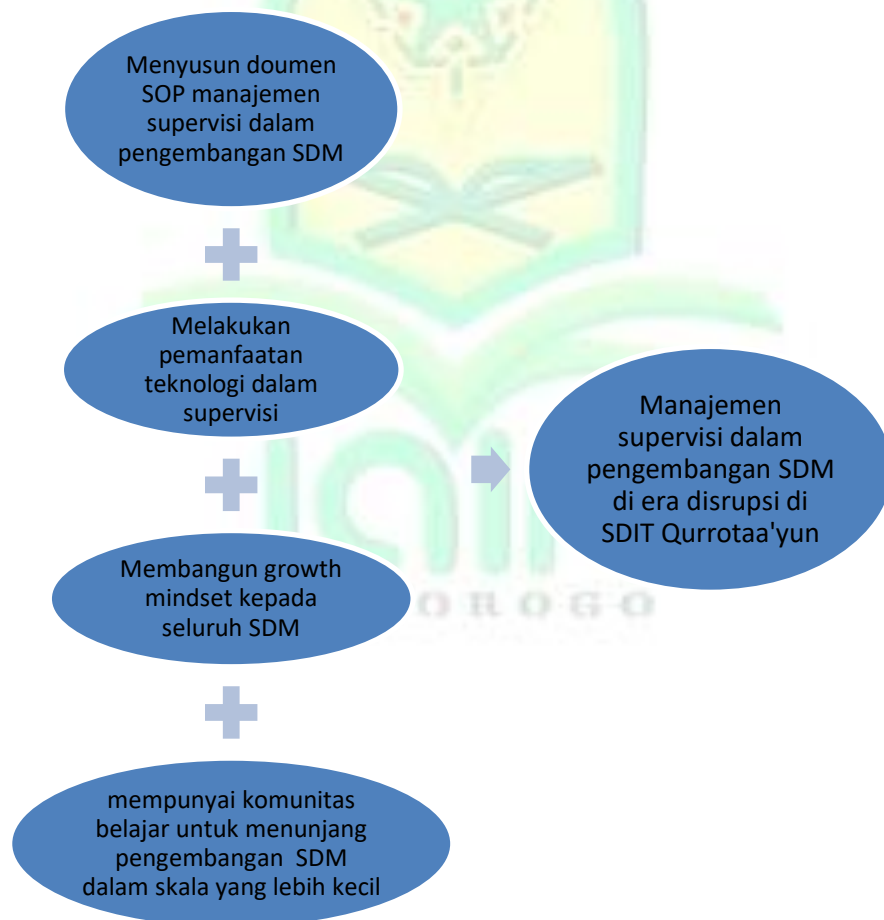 Menyusun doumen
SOP manajemen
supervisi dalam
pengembangan SDM
Melakukan
pemanfaatan
teknologi dalam
supervisi
Manajemen
supervisi dalam
pengembangan SDM
di era disrupsi di
SDIT Qurrotaa'yun
Membangun growth
mindset kepada
seluruh SDM
OROGO
mempunyai komunitas
belajar untuk menunjang
pengembangan SDM
dalam skala yang lebih kecil